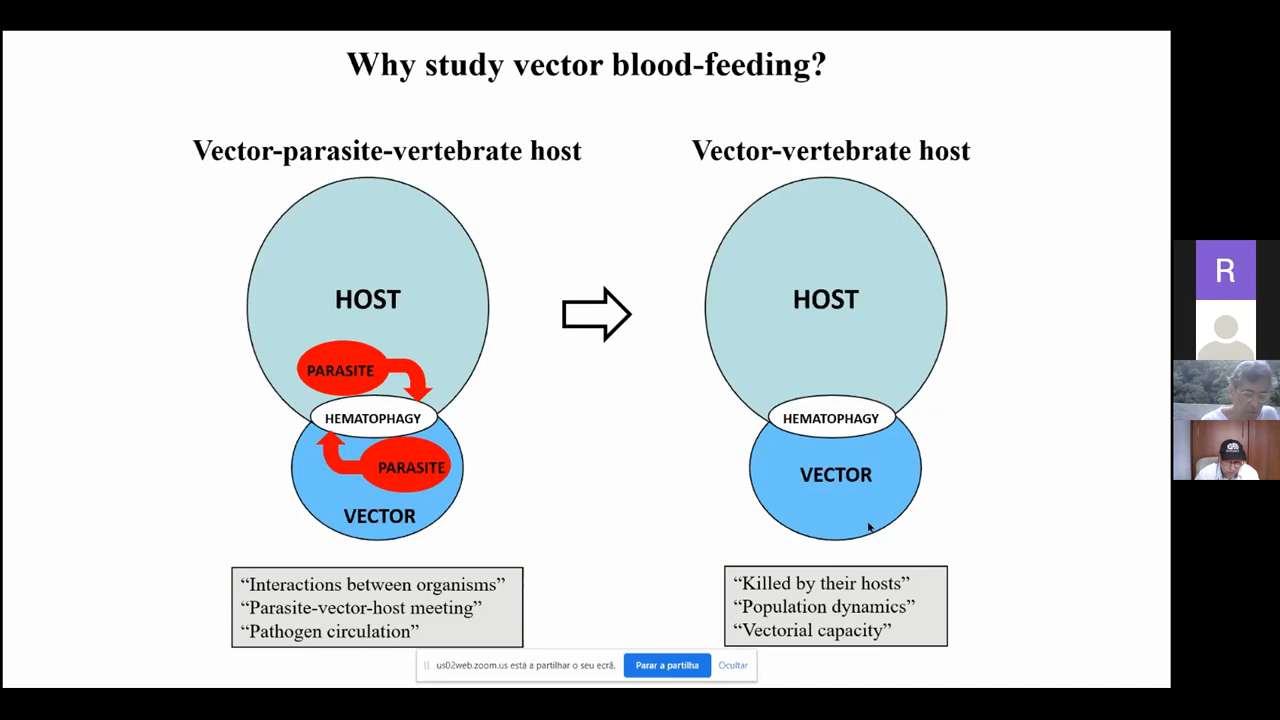 Why study vector blood-feeding?
Vector-parasite-vertebrate host
Vector-vertebrate host
HOST
PARASITE
HEMATOPHAGY
PARASITE
VECTOR
HOST
HEMATOPHAGY
VECTOR
“Interactions between organisms”
“Parasite-vector-host meeting”
“Pathogen circulation”
“Killed by their hosts”
“Population dynamics”
“Vectorial capacity”
us02web.zoom.us está a partilhar o seu ecrã. Parar a partilha Ocultar
R